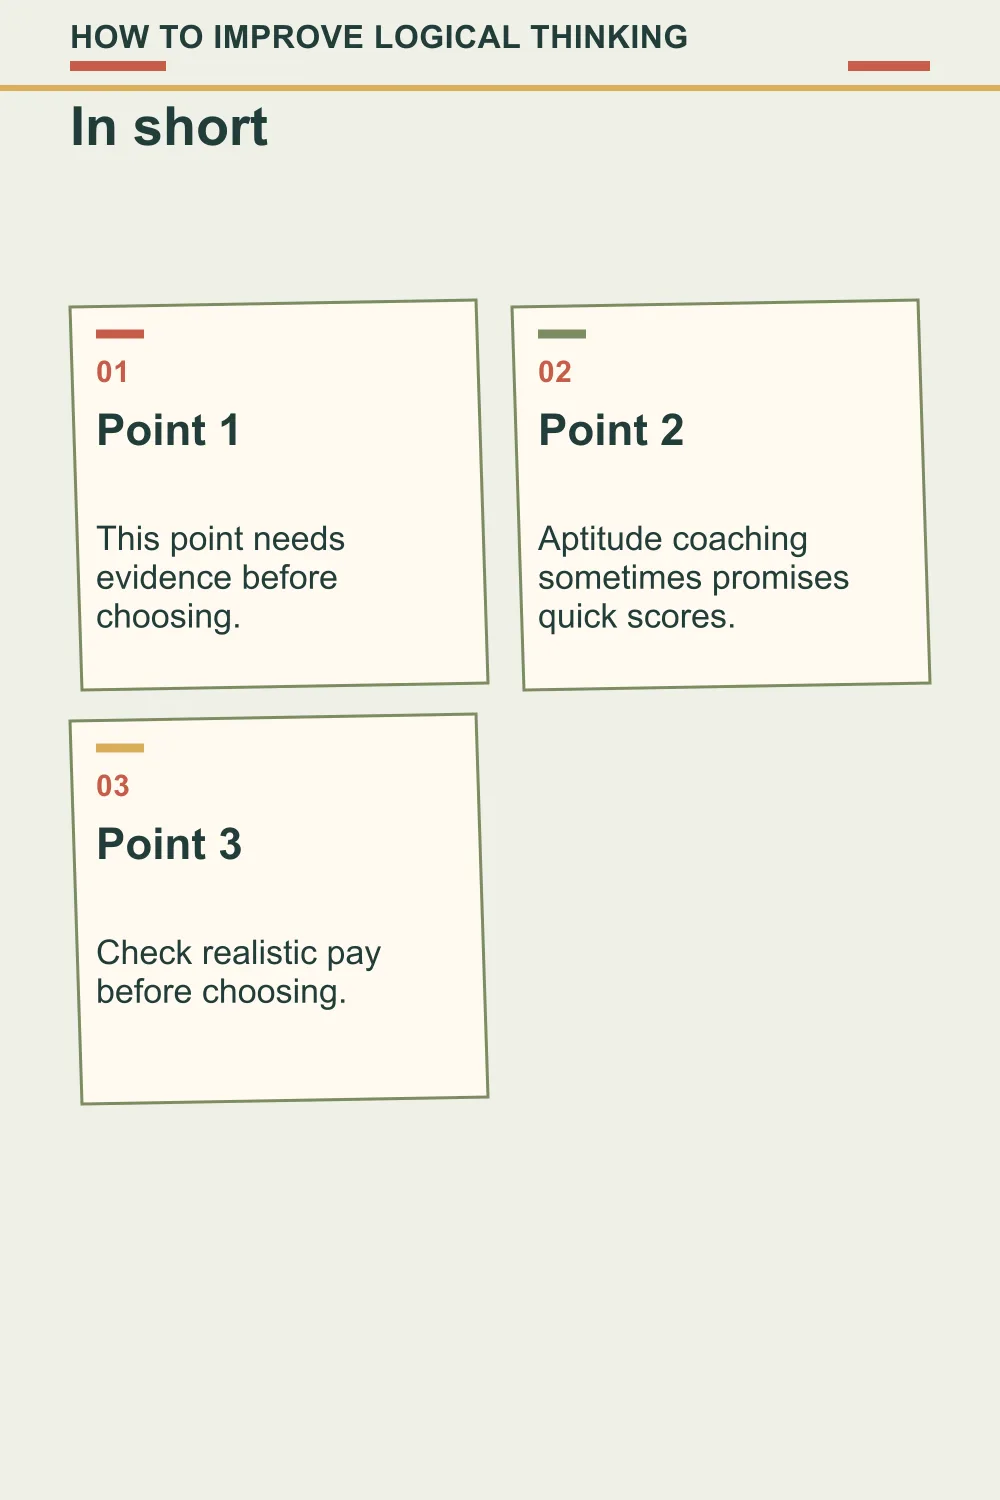 HOW TO IMPROVE LOGICAL THINKING
In short
01
Point 1
This point needs
evidence before
choosing.
02
Point 2
Aptitude coaching
sometimes promises
quick scores.
03
Point 3
Check realistic pay
before choosing.